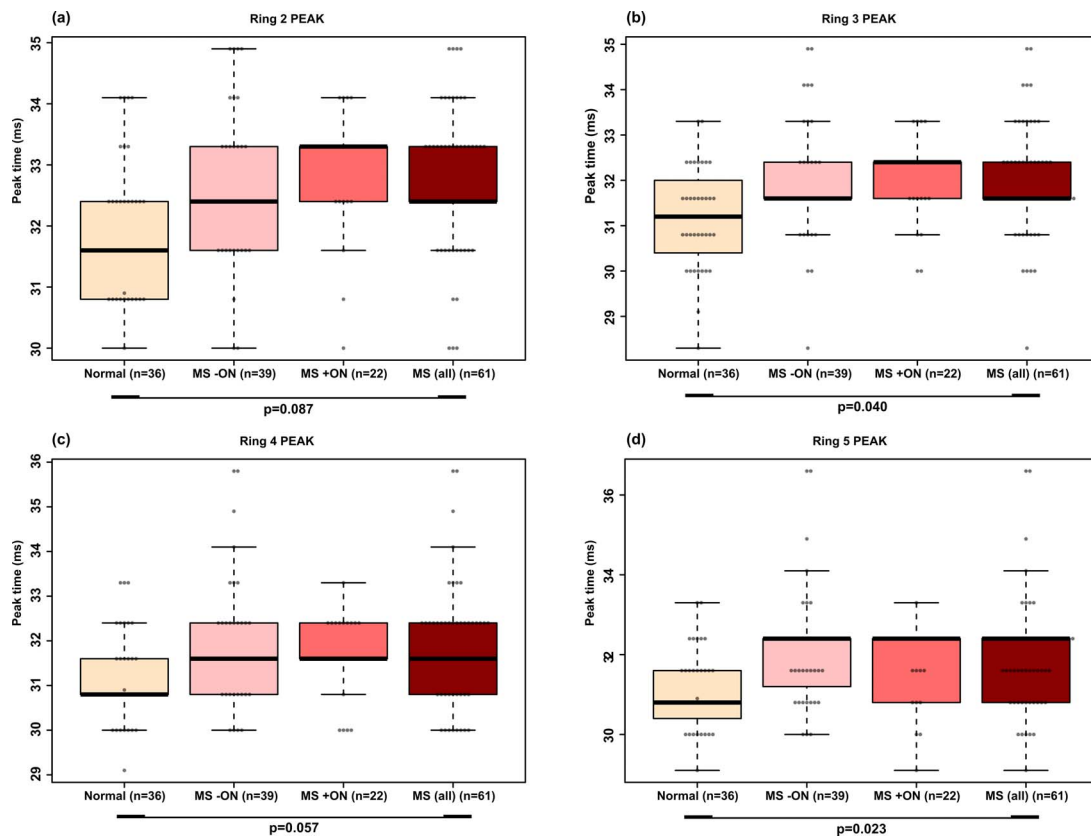 (a) Ring 2 PEAK
Peak time (ms)
35
34
33
32
31
30
Normal (n=36) MS -ON (n=39) MS +ON (n=22) MS (all) (n=61)
p=0.087
(b) Ring 3 PEAK
Peak time (ms)
35
34
33
32
31
30
28
Normal (n=36) MS -ON (n=39) MS +ON (n=22) MS (all) (n=61)
p=0.040
(c) Ring 4 PEAK
Peak time (ms)
36
35
34
33
32
31
30
29
Normal (n=36) MS -ON (n=39) MS +ON (n=22) MS (all) (n=61)
p=0.057
(d) Ring 5 PEAK
Peak time (ms)
36
34
32
30
Normal (n=36) MS -ON (n=39) MS +ON (n=22) MS (all) (n=61)
p=0.023